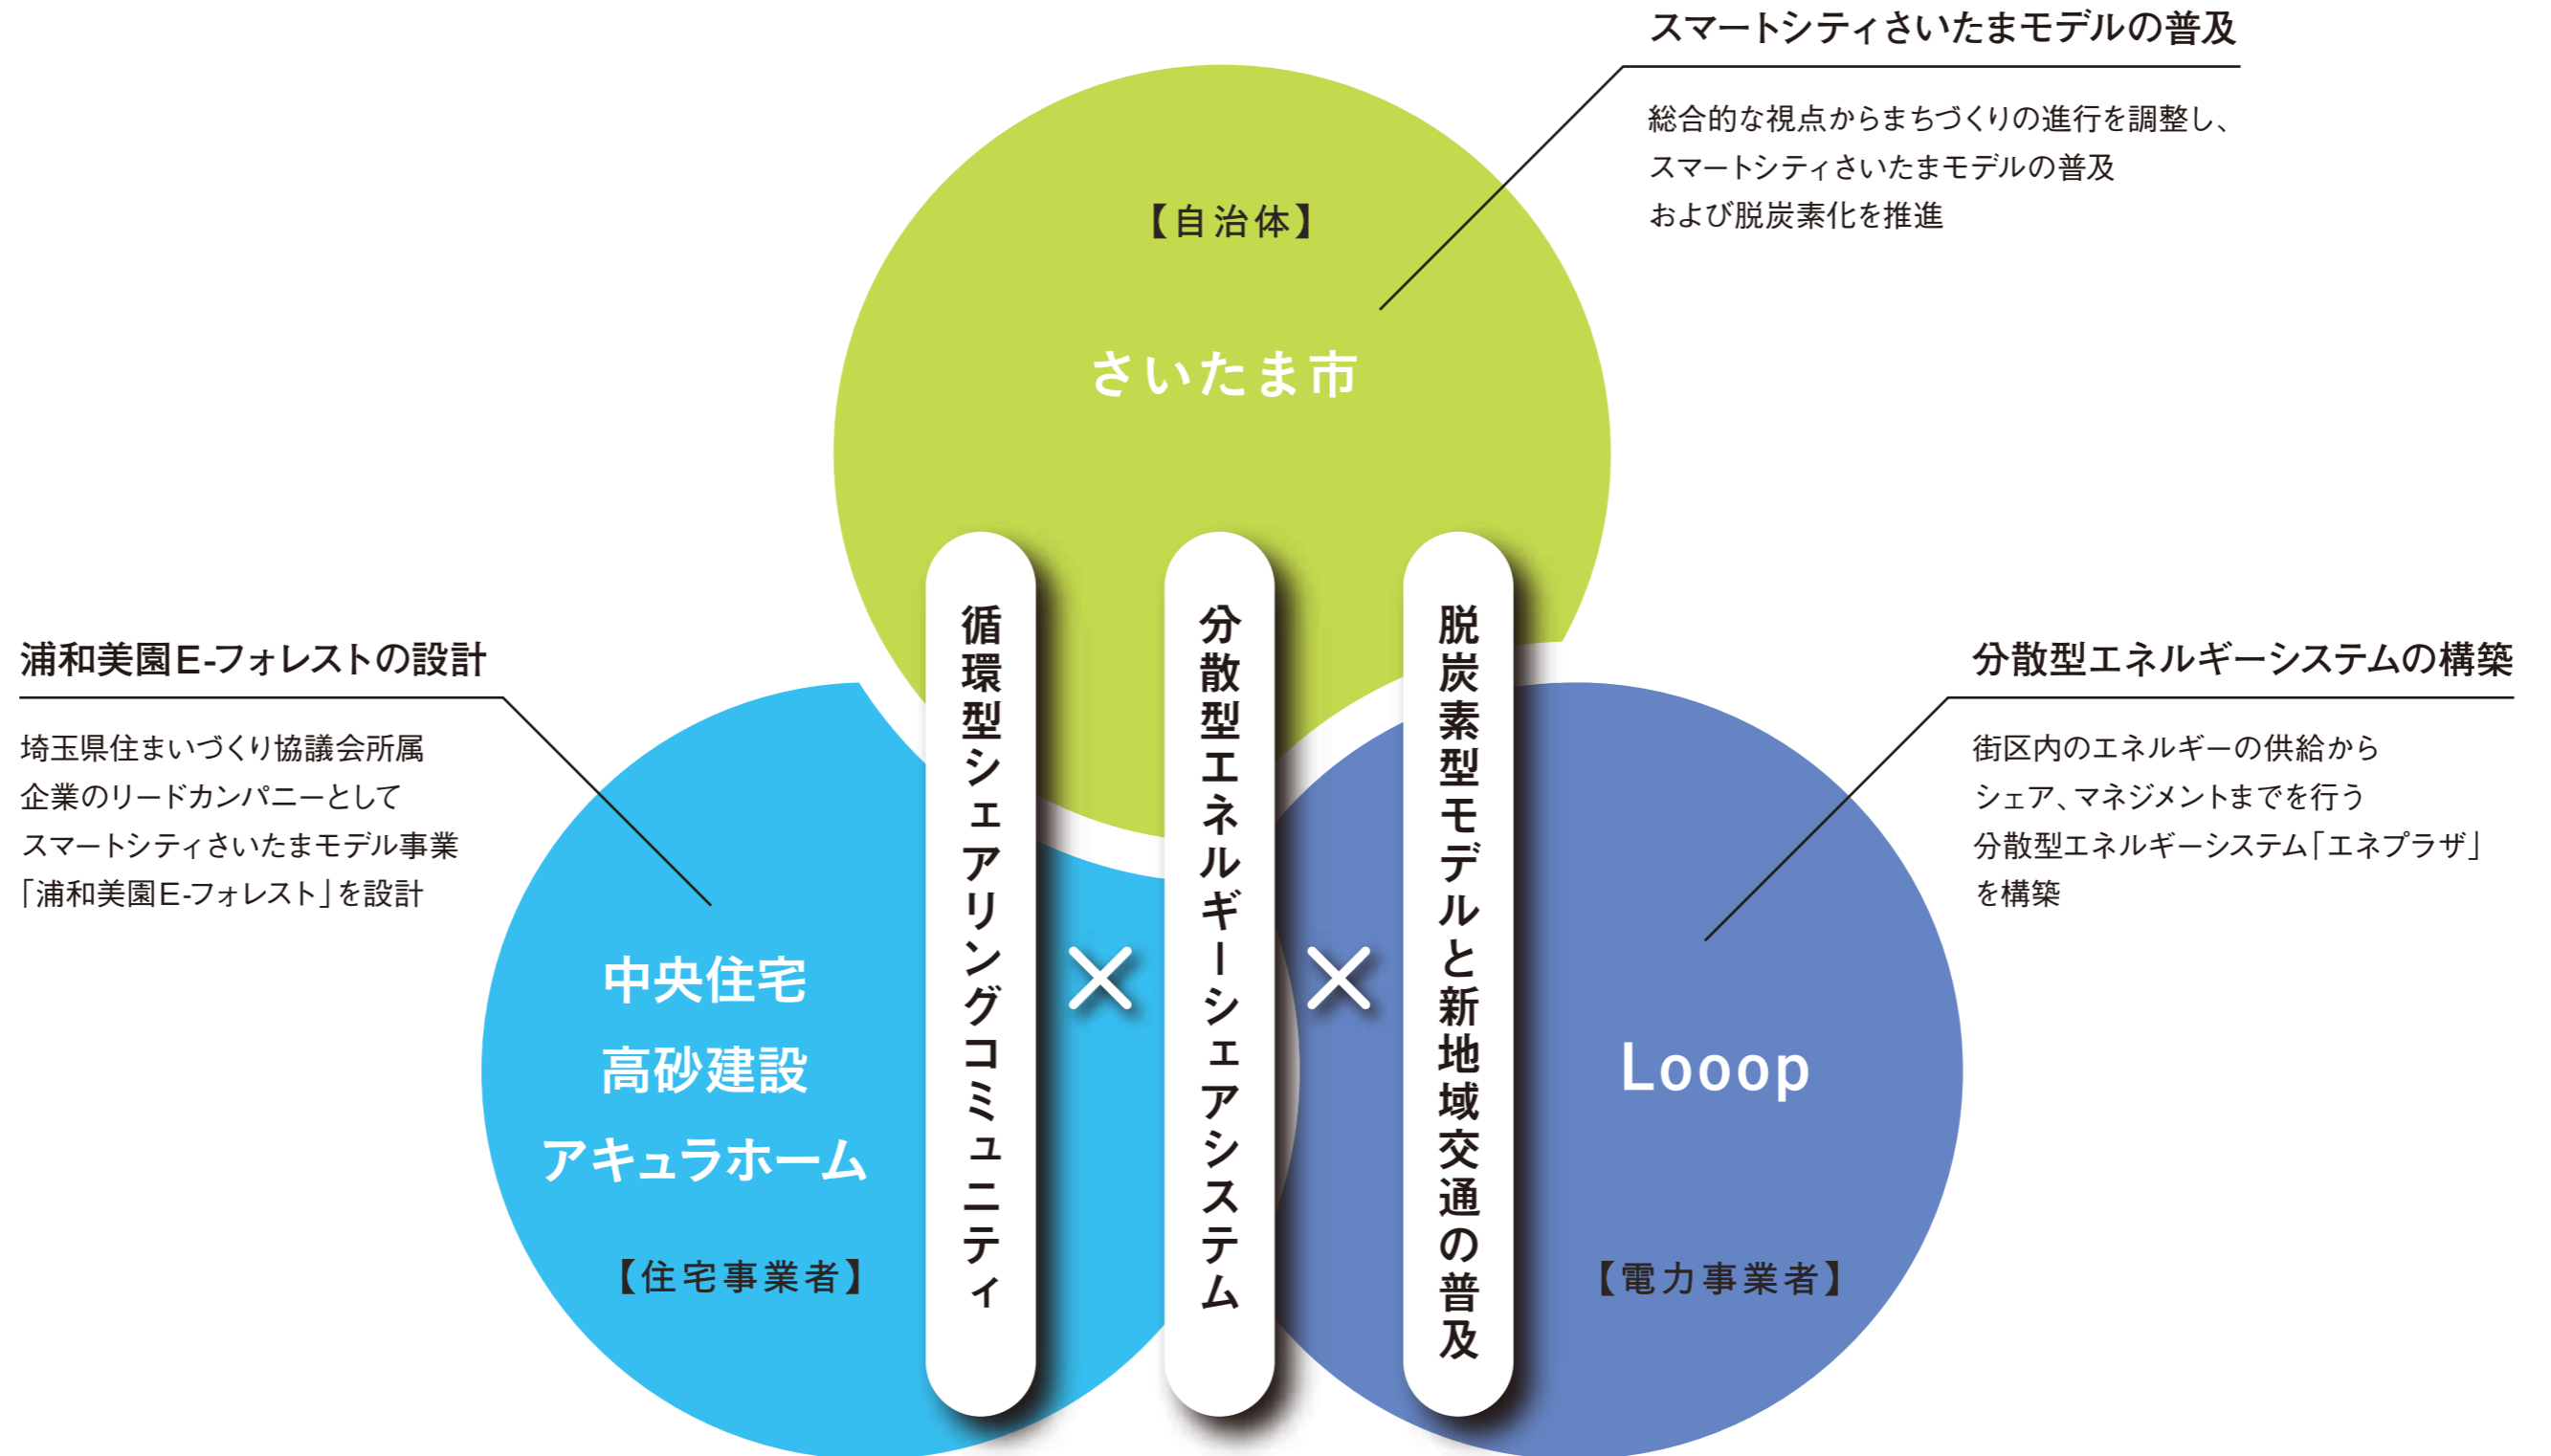 スマートシティさいたまモデルの普及
総合的な視点からまちづくりの進行を調整し、
スマートシティさいたまモデルの普及
および脱炭素化を推進
【自治体】
さいたま市
浦和美園E-フォレストの設計
埼玉県住まいづくり協議会所属
企業のリードカンパニーとして
スマートシティさいたまモデル事業
「浦和美園E-フォレスト」を設計
中央住宅
高砂建設
アキュラホーム
【住宅事業者】
循環型シェアリングコミュニティ
×
分散型エネルギーシェアシステム
×
脱炭素型モデルと新地域交通の普及
分散型エネルギーシステムの構築
街区内のエネルギーの供給から
シェア、マネジメントまでを行う
分散型エネルギーシステム「エネプラザ」
を構築
Looop
【電力事業者】